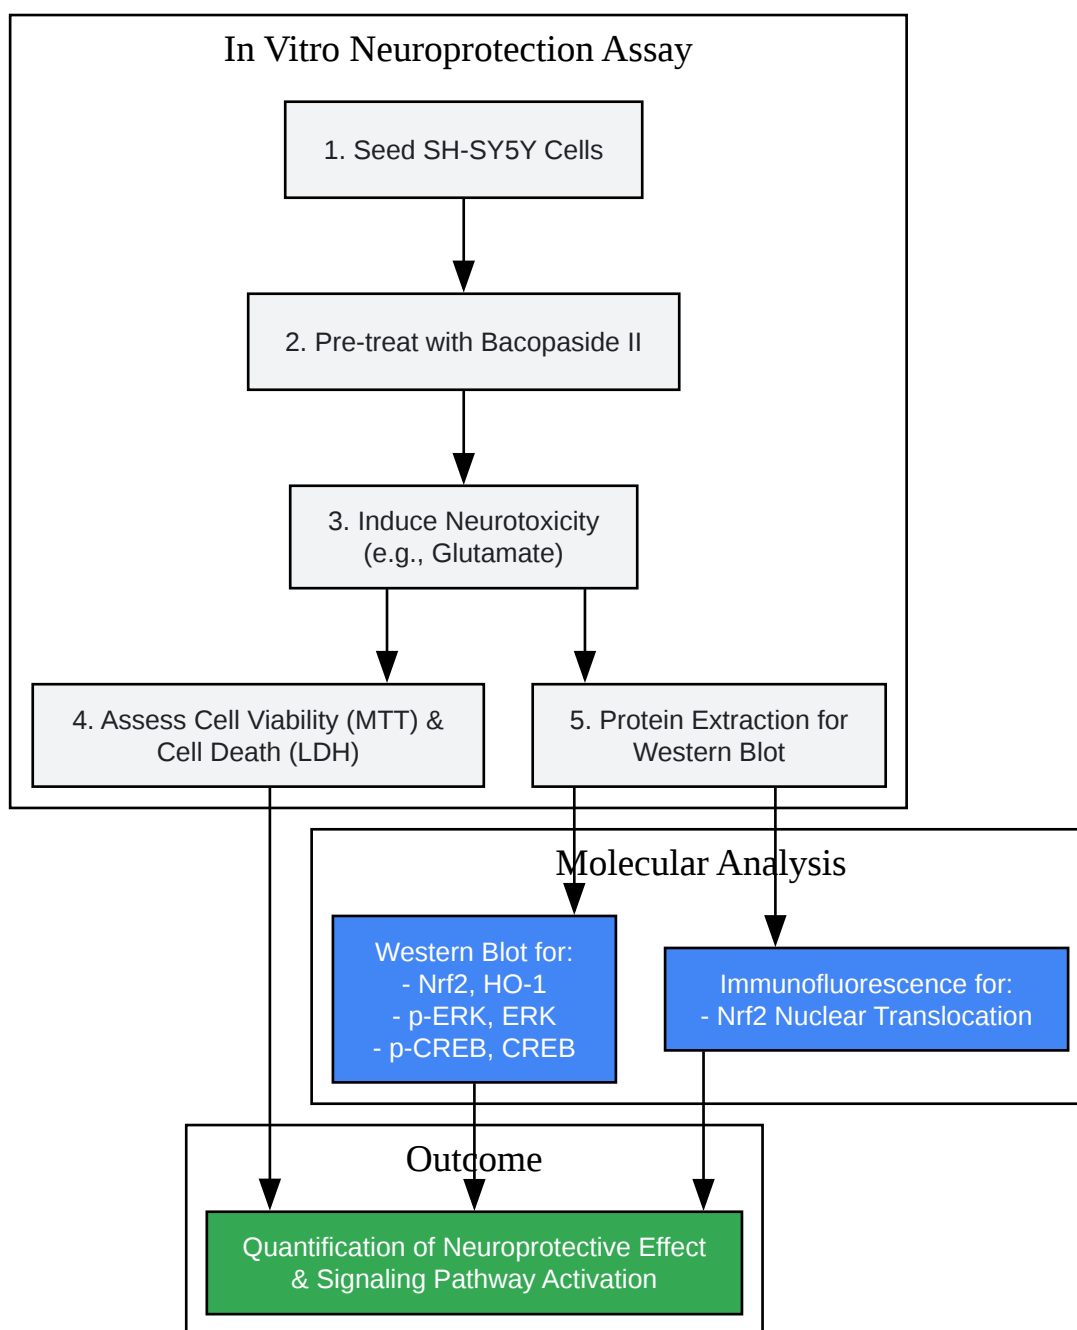 In Vitro Neuroprotection Assay
1. Seed SH-SY5Y Cells
2. Pre-treat with Bacopaside II
3. Induce Neurotoxicity
(e.g., Glutamate)
4. Assess Cell Viability (MTT) &
Cell Death (LDH)
5. Protein Extraction for
Western Blot
Molecular Analysis
Western Blot for:
- Nrf2, HO-1
- p-ERK, ERK
- p-CREB, CREB
Immunofluorescence for:
- Nrf2 Nuclear Translocation
Outcome
Quantification of Neuroprotective Effect
& Signaling Pathway Activation